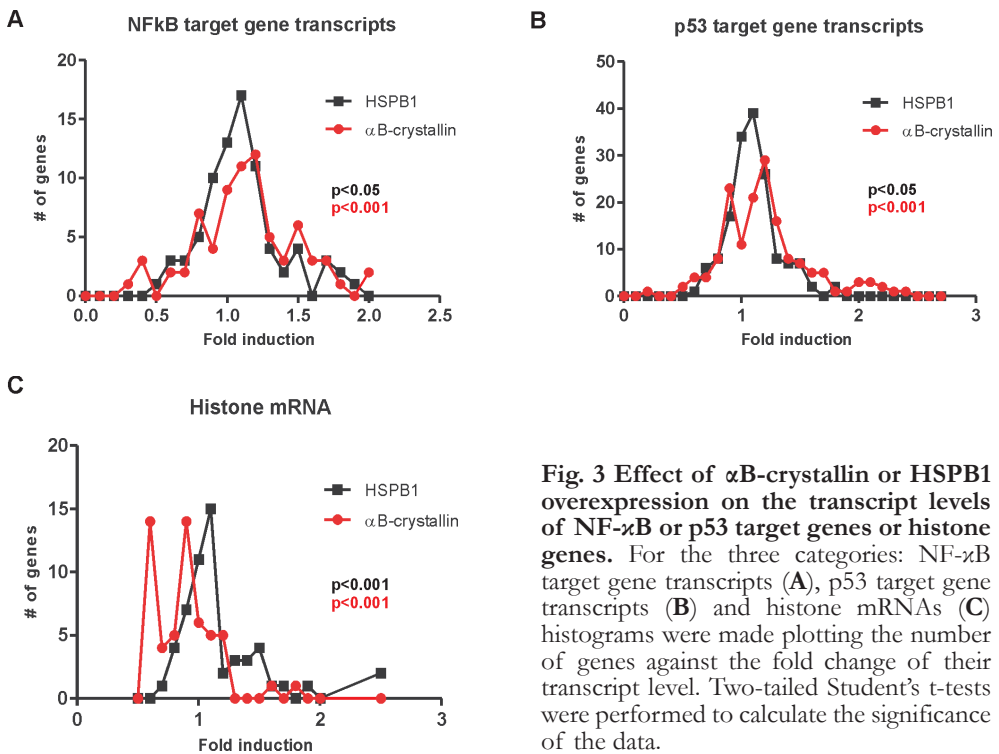 A
NFkB target gene transcripts
# of genes
20
15
10
5
0
0.0 0.5 1.0 1.5 2.0 2.5
Fold induction
HSPB1
αB-crystallin
p<0.05
p<0.001
B
p53 target gene transcripts
# of genes
50
40
30
20
10
0
0 1 2 3
Fold induction
HSPB1
αB-crystallin
p<0.05
p<0.001
C
Histone mRNA
# of genes
20
15
10
5
0
0 1 2 3
Fold induction
HSPB1
αB-crystallin
p<0.001
p<0.001
Fig. 3 Effect of αB-crystallin or HSPB1
overexpression on the transcript levels
of NF-ϰB or p53 target genes or histone
genes. For the three categories: NF-ϰB
target gene transcripts (A), p53 target gene
transcripts (B) and histone mRNAs (C)
histograms were made plotting the number
of genes against the fold change of their
transcript level. Two-tailed Student’s t-tests
were performed to calculate the significance
of the data.